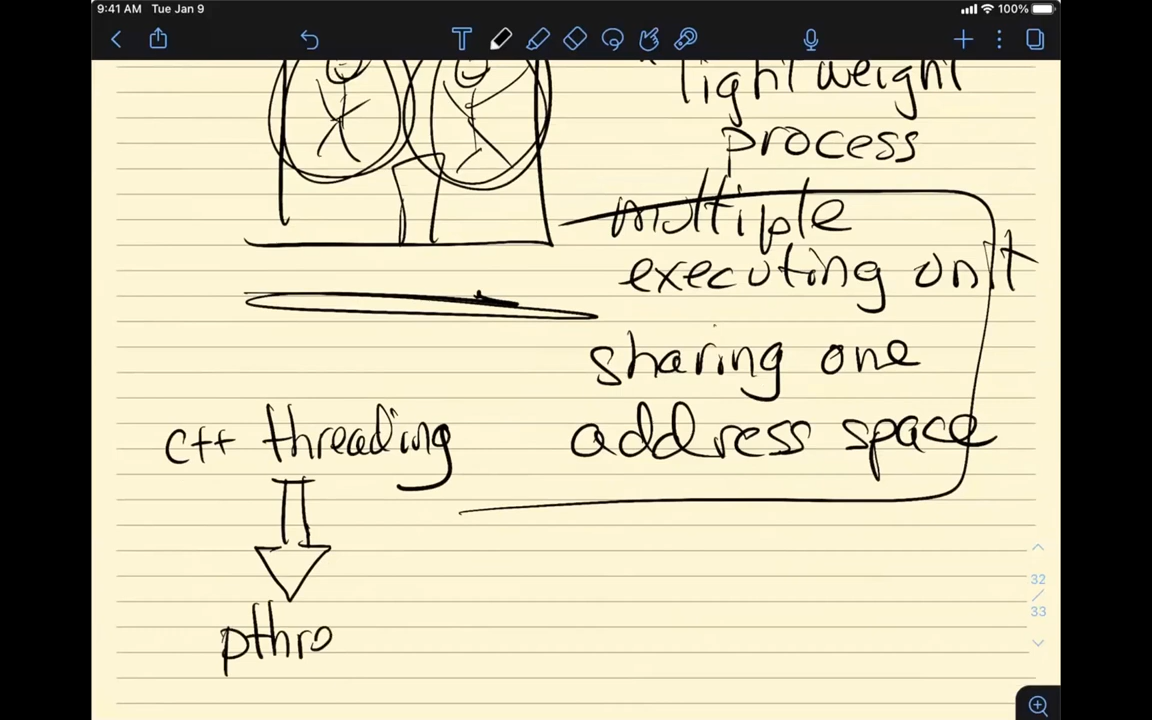 9:41 AM Tue Jan 9 100%
" light weight
process
multiple
executing unit
sharing one
address space
c++ threading
pthro
32
/
33